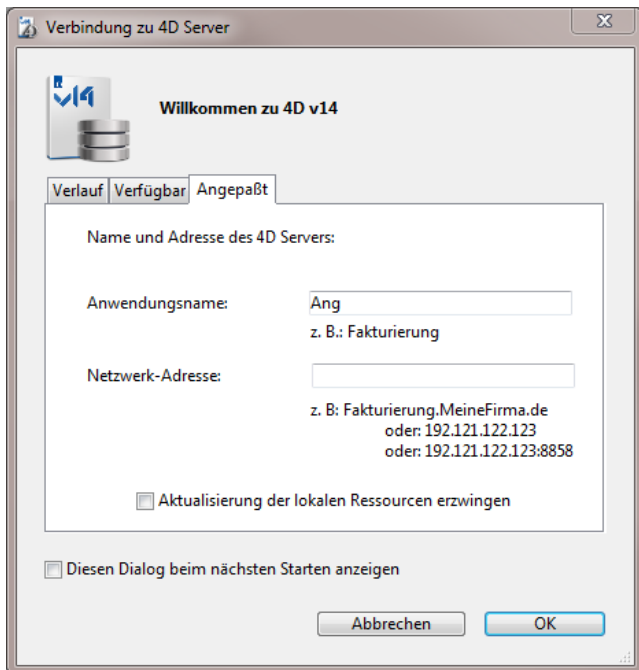 Verbindung zu 4D Server
v14
Willkommen zu 4D v14
Verlauf
Verfügbar
Angepaßt
Name und Adresse des 4D Servers:
Anwendungsname:
Ang
z. B.: Fakturierung
Netzwerk-Adresse:
z. B: Fakturierung.MeineFirma.de
oder: 192.121.122.123
oder: 192.121.122.123:8858
Aktualisierung der lokalen Ressourcen erzwingen
Diesen Dialog beim nächsten Starten anzeigen
Abbrechen
OK